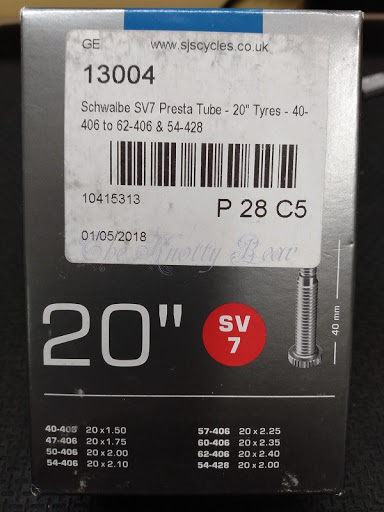 GE www.sjscycles.co.uk
13004
Schwalbe SV7 Presta Tube - 20" Tyres - 40-
406 to 62-406 & 54-428
10415313
P 28 C5
01/05/2018
The Knotty Bear
40 mm
20"
SV
7
40-406 20 x 1.50
47-406 20 x 1.75
50-406 20 x 2.00
54-406 20 x 2.10
57-406 20 x 2.25
60-406 20 x 2.35
62-406 20 x 2.40
54-428 20 x 2.00